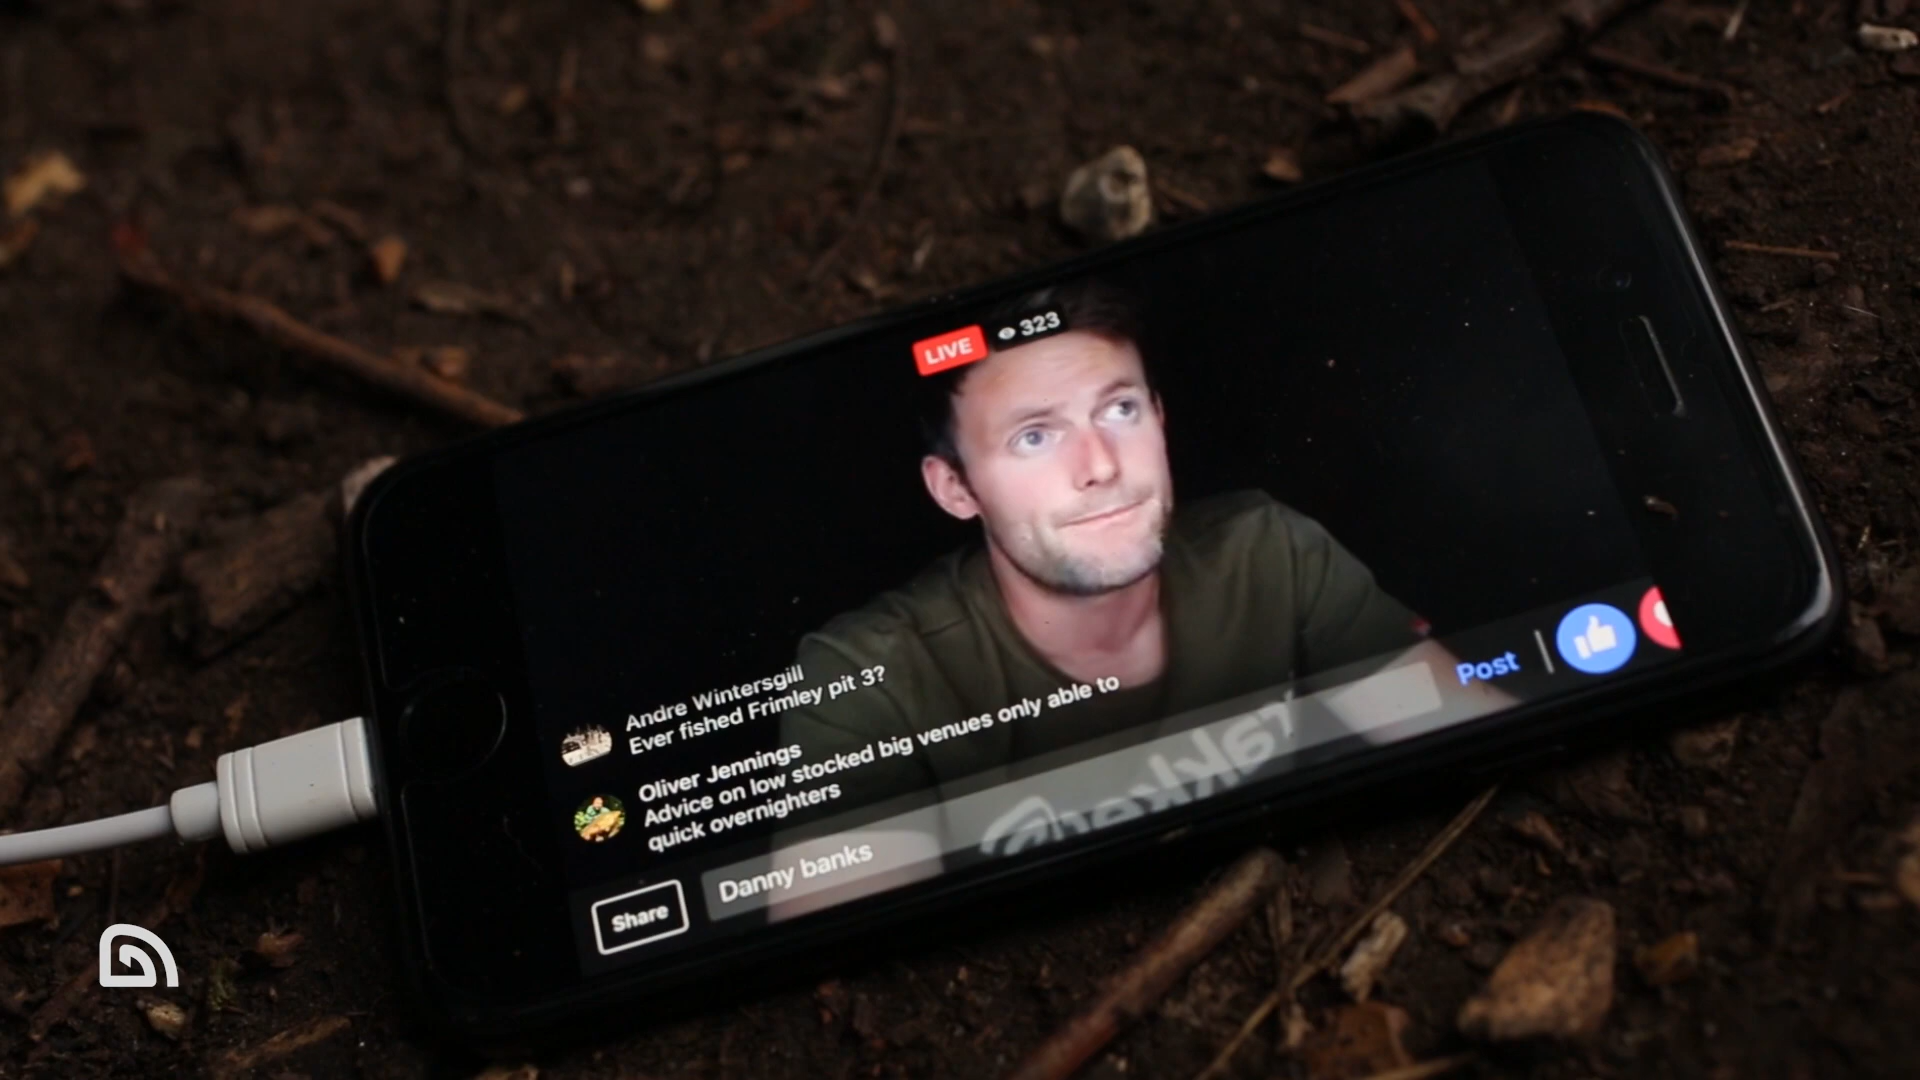 LIVE 323
Andre Wintersgill
Ever fished Frimley pit 3?
Oliver Jennings
Advice on low stocked big venues only able to
quick overnighters
Share Danny banks Post